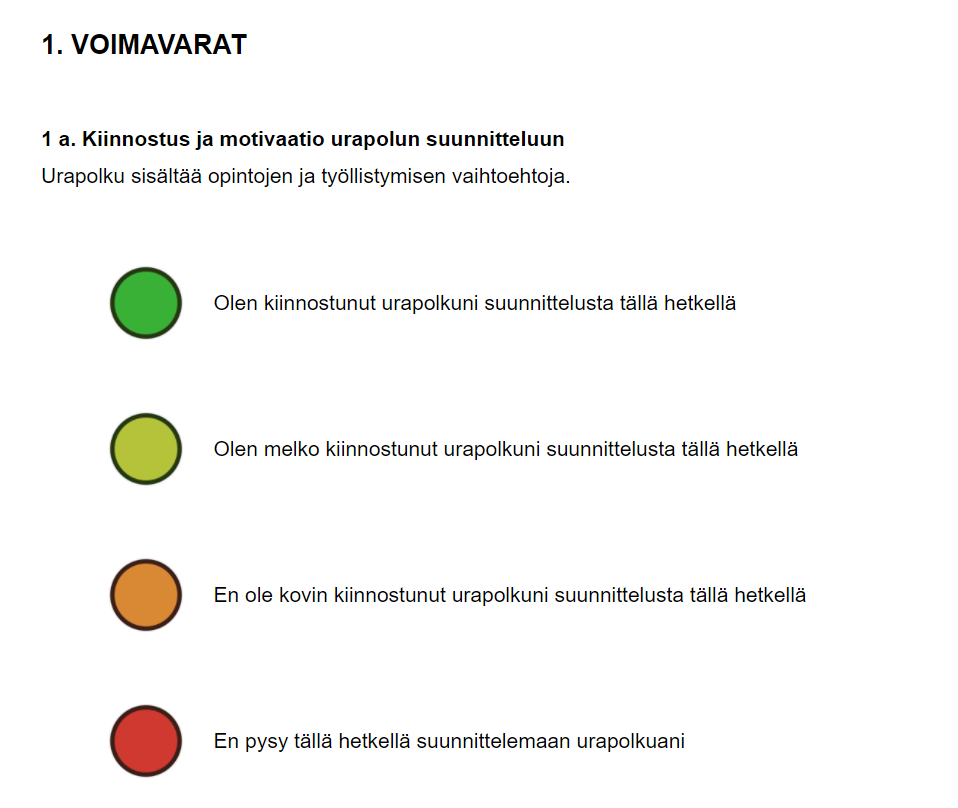 1. VOIMAVARAT
1 a. Kiinnostus ja motivaatio urapolun suunnitteluun
Urapolku sisältää opintojen ja työllistymisen vaihtoehtoja.
Olen kiinnostunut urapolkuni suunnittelusta tällä hetkellä
Olen melko kiinnostunut urapolkuni suunnittelusta tällä hetkellä
En ole kovin kiinnostunut urapolkuni suunnittelusta tällä hetkellä
En pysy tällä hetkellä suunnittelemaan urapolkuani